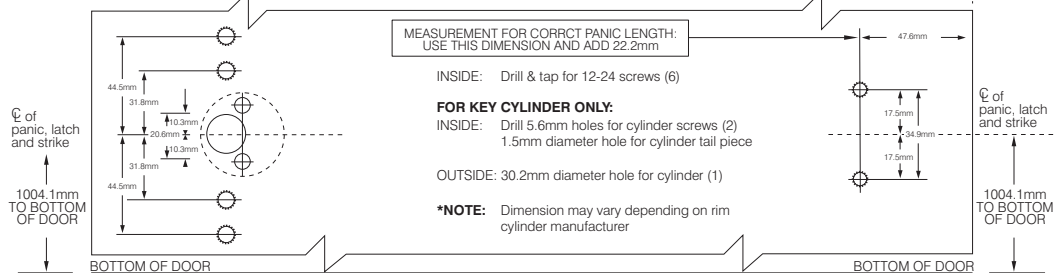 MEASUREMENT FOR CORRCT PANIC LENGTH:
USE THIS DIMENSION AND ADD 22.2mm
47.6mm
44.5mm
31.8mm
10.3mm
20.6mm
10.3mm
31.8mm
44.5mm
℄ of
panic, latch
and strike
1004.1mm
TO BOTTOM
OF DOOR
INSIDE: Drill & tap for 12-24 screws (6)
FOR KEY CYLINDER ONLY:
INSIDE: Drill 5.6mm holes for cylinder screws (2)
1.5mm diameter hole for cylinder tail piece
OUTSIDE: 30.2mm diameter hole for cylinder (1)
*NOTE: Dimension may vary depending on rim
cylinder manufacturer
17.5mm
34.9mm
17.5mm
℄ of
panic, latch
and strike
1004.1mm
TO BOTTOM
OF DOOR
BOTTOM OF DOOR
BOTTOM OF DOOR